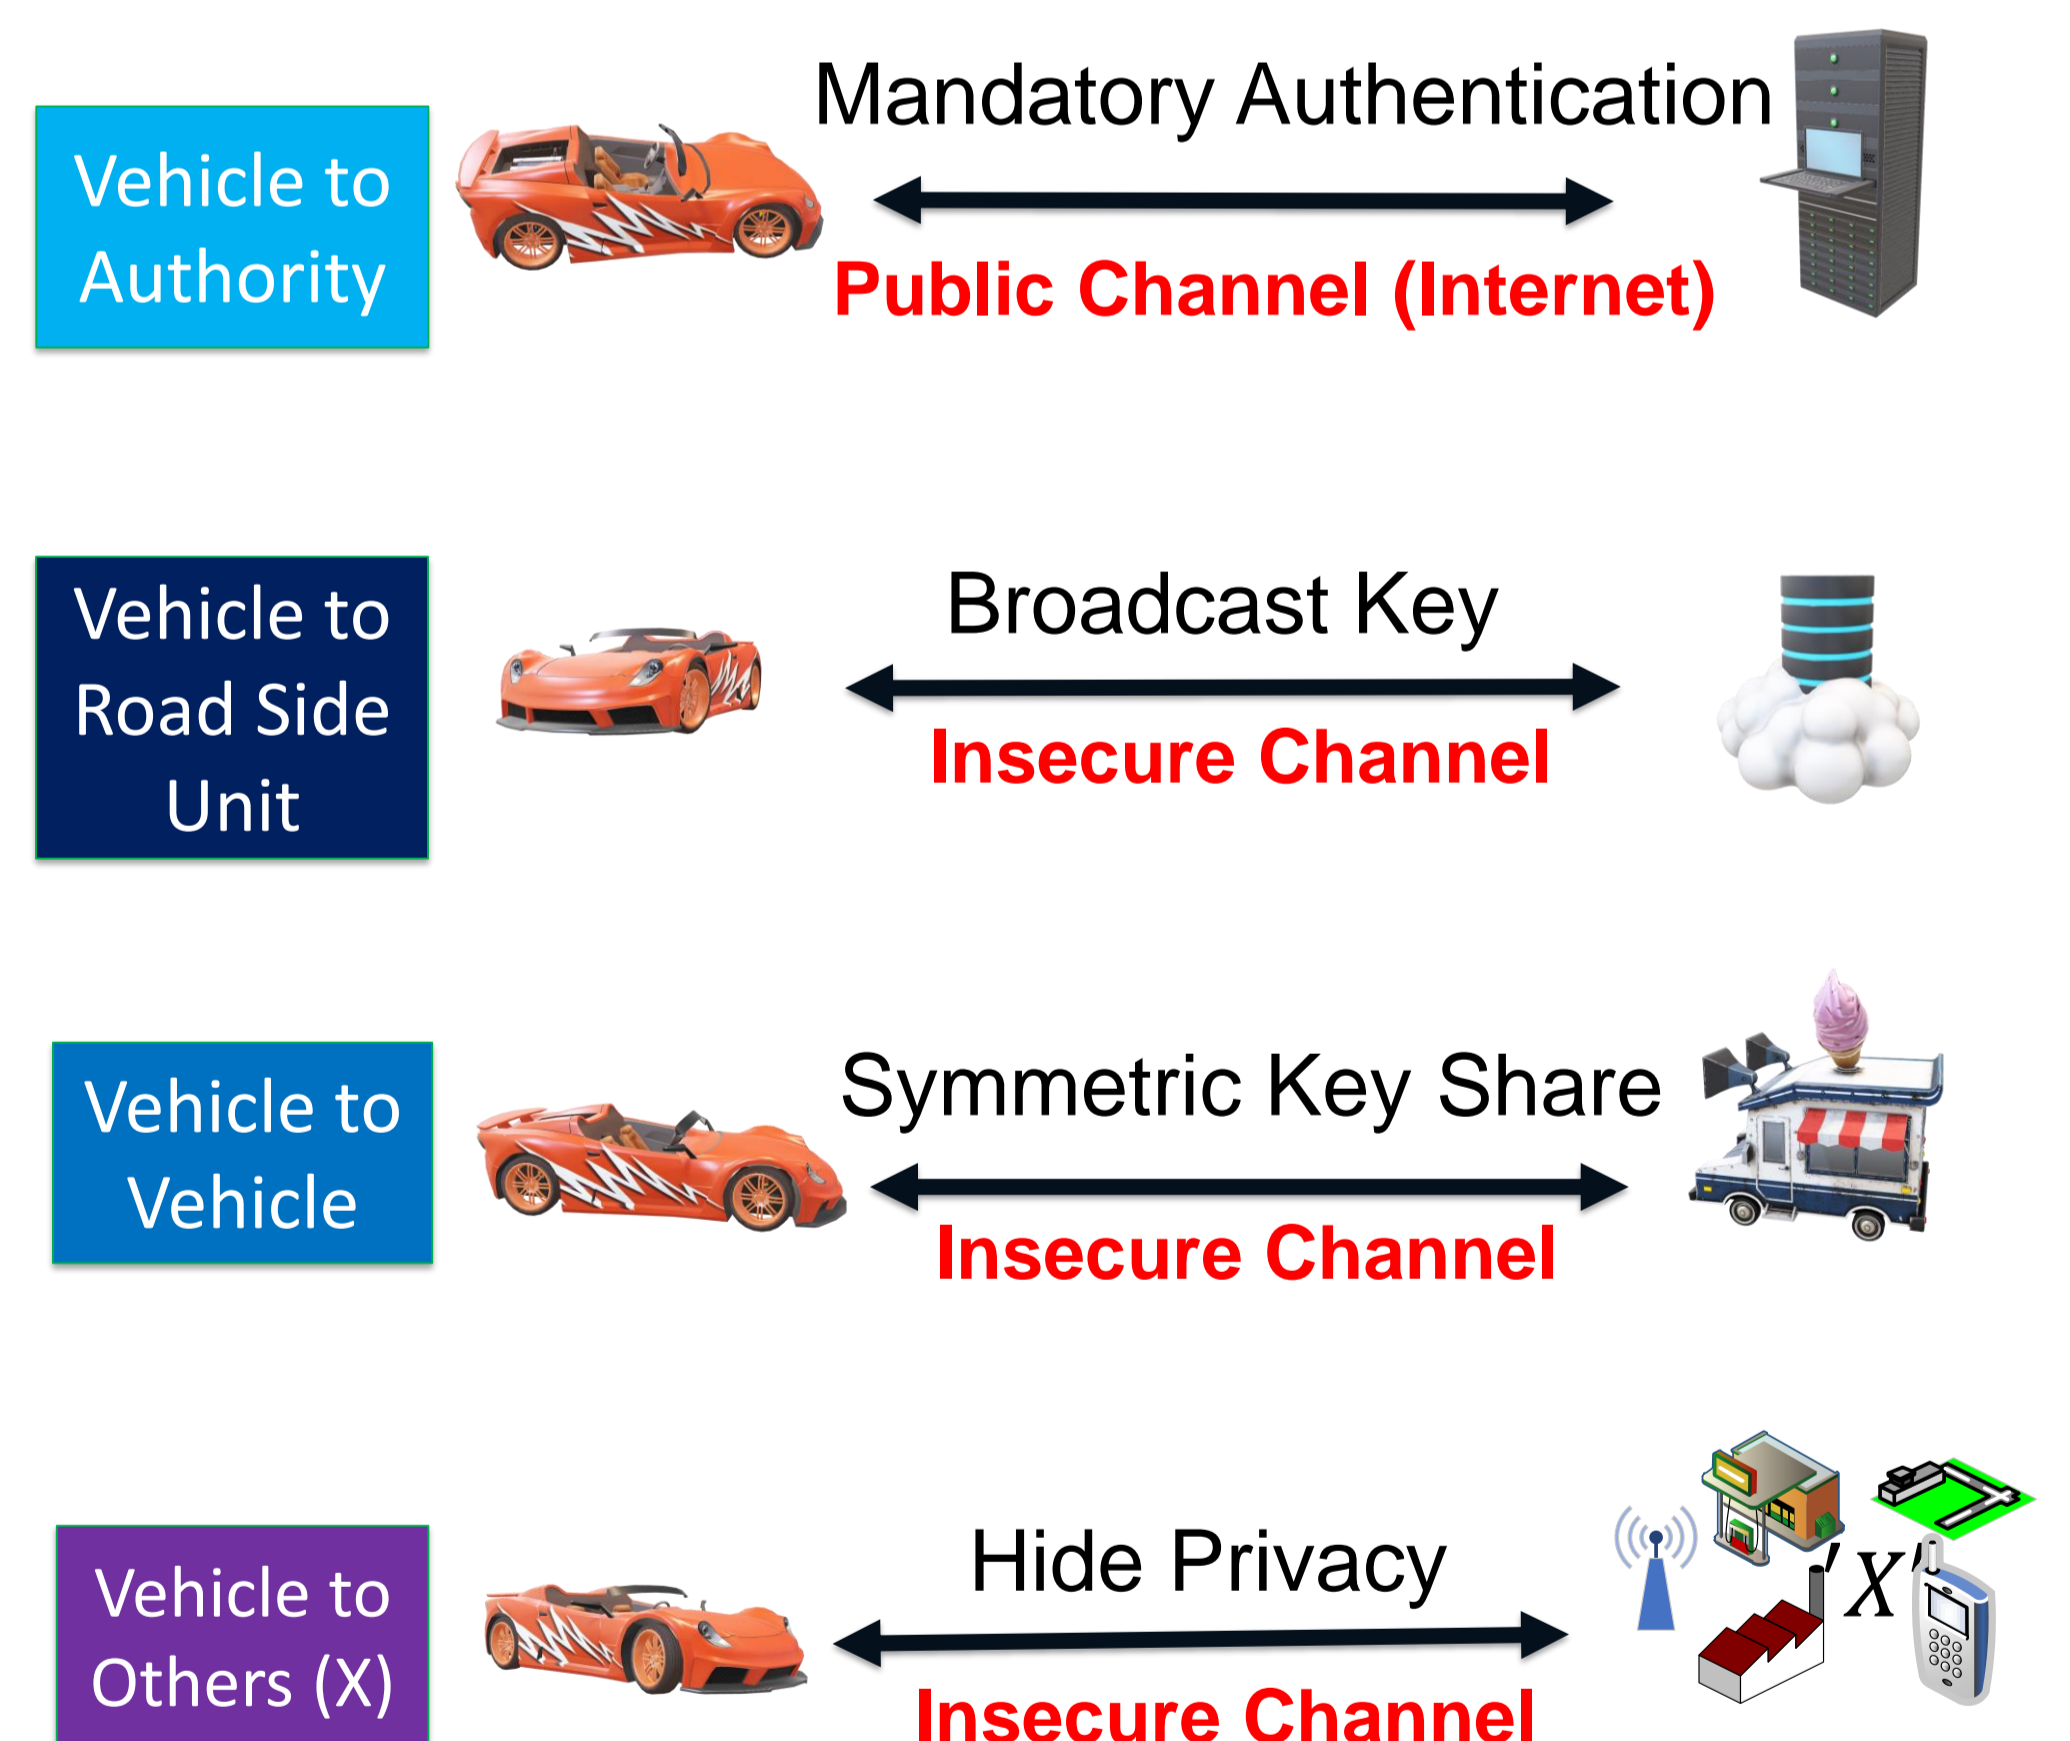 Vehicle to
Authority
Mandatory Authentication
Public Channel (Internet)
Vehicle to
Road Side
Unit
Broadcast Key
Insecure Channel
Vehicle to
Vehicle
Symmetric Key Share
Insecure Channel
Vehicle to
Others (X)
Hide Privacy
Insecure Channel
'X'